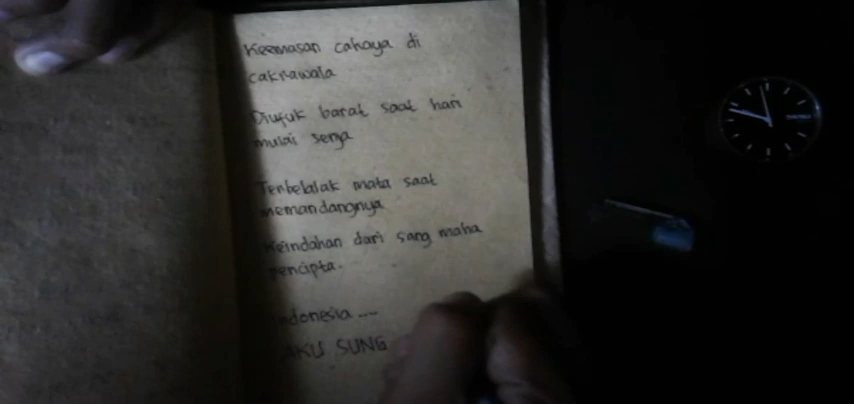 Keemasan cahaya di
cakrawala
Diufuk barat saat hari
mulai senja
Terbelalak mata saat
memandangnya
Keindahan dari sang maha
pencipta.
Indonesia ....
AKU SUNG